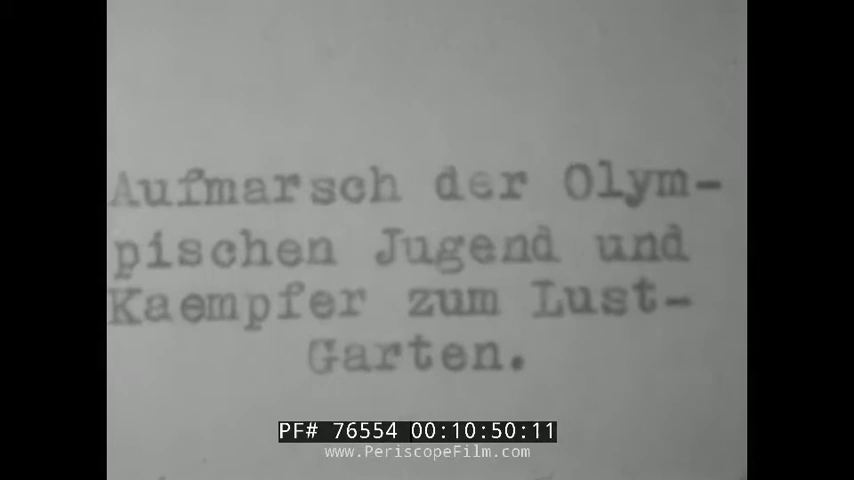 Aufmarsch der Olym-
pischen Jugend und
Kaempfer zum Lust-
Garten.
PF# 76554 00:10:50:11
www.PeriscopeFilm.com